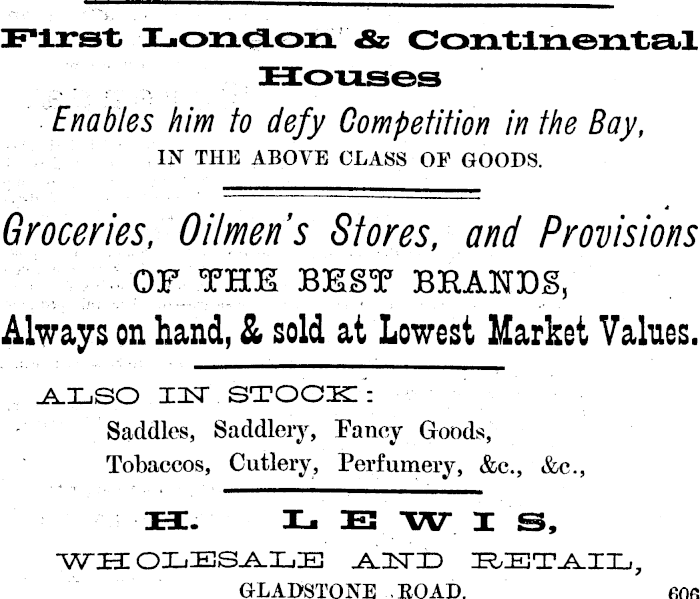 First London & Continental
Houses
Enables him to defy Competition in the Bay,
IN THE ABOVE CLASS OF GOODS.
Groceries, Oilmen's Stores, and Provisions
OF THE BEST BRANDS,
Always on hand, & sold at Lowest Market Values.
ALSO IN STOCK:
Saddles, Saddlery, Fancy Goods,
Tobaccos, Cutlery, Perfumery, &c., &c.,
H. LEWIS,
WHOLESALE AND RETAIL,
GLADSTONE ROAD.
606